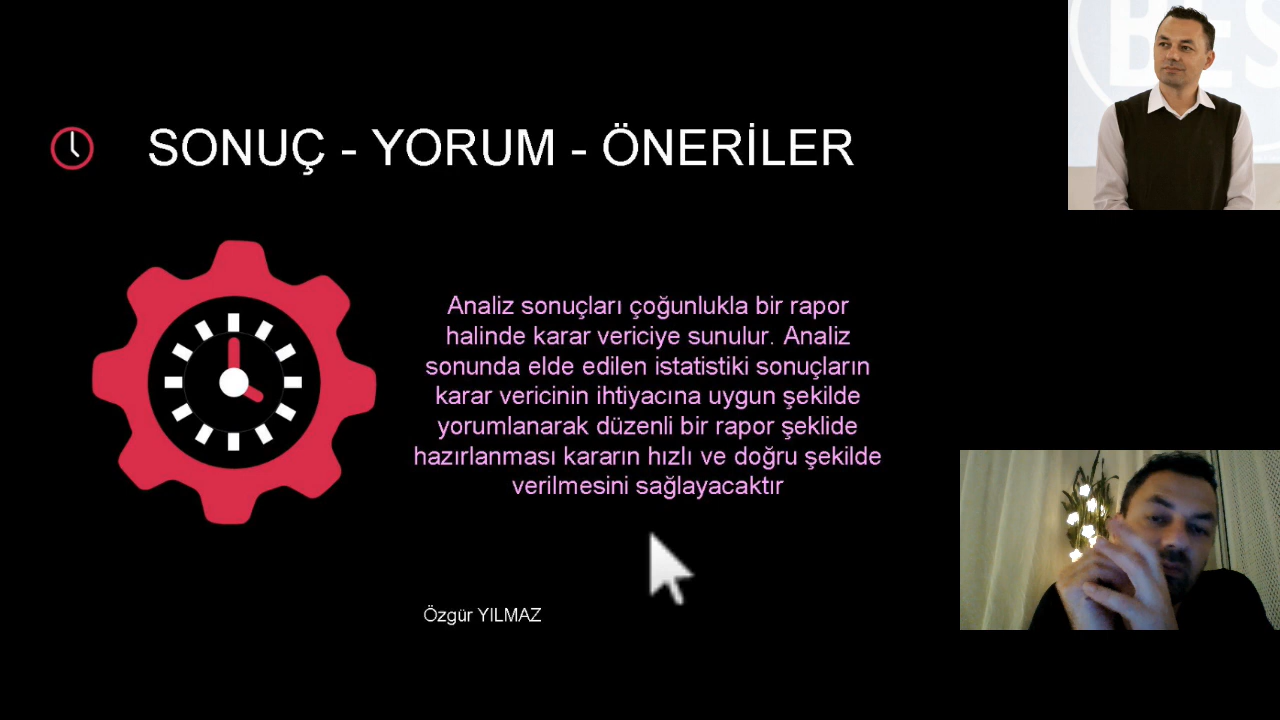 SONUÇ - YORUM - ÖNERİLER
Analiz sonuçları çoğunlukla bir rapor
halinde karar vericiye sunulur. Analiz
sonunda elde edilen istatistiki sonuçların
karar vericinin ihtiyacına uygun şekilde
yorumlanarak düzenli bir rapor şeklide
hazırlanması kararın hızlı ve doğru şekilde
verilmesini sağlayacaktır
Özgür YILMAZ
BES